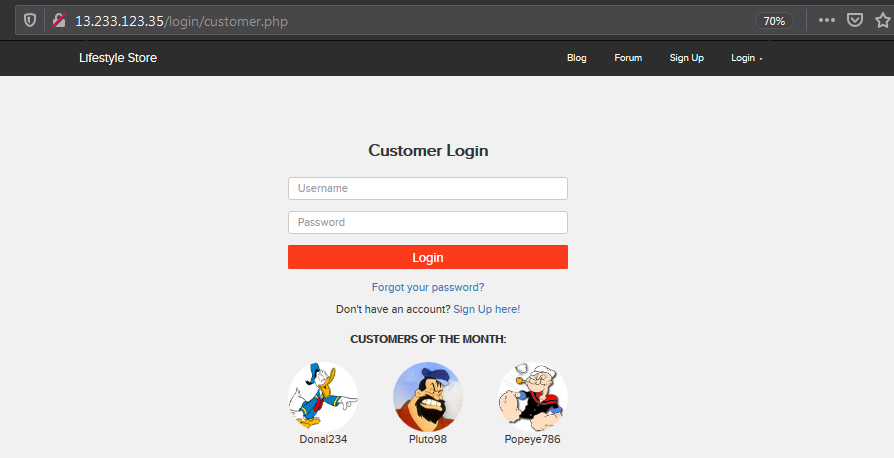 13.233.123.35/login/customer.php 70%
Lifestyle Store Blog Forum Sign Up Login
Customer Login
Username
Password
Login
Forgot your password?
Don't have an account? Sign Up here!
CUSTOMERS OF THE MONTH:
Donal234 Pluto98 Popeye786